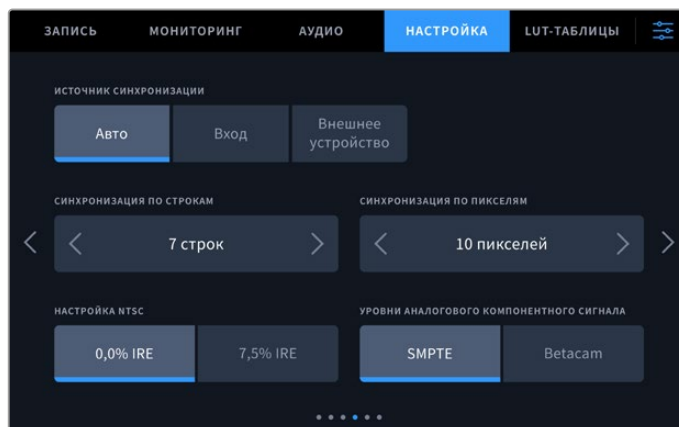 ЗАПИСЬ МОНИТОРИНГ АУДИО НАСТРОЙКА LUT-ТАБЛИЦЫ
ИСТОЧНИК СИНХРОНИЗАЦИИ
Авто Вход Внешнее устройство
СИНХРОНИЗАЦИЯ ПО СТРОКАМ СИНХРОНИЗАЦИЯ ПО ПИКСЕЛЯМ
7 строк 10 пикселей
НАСТРОЙКА NTSC УРОВНИ АНАЛОГОВОГО КОМПОНЕНТНОГО СИГНАЛА
0,0% IRE 7,5% IRE SMPTE Betacam